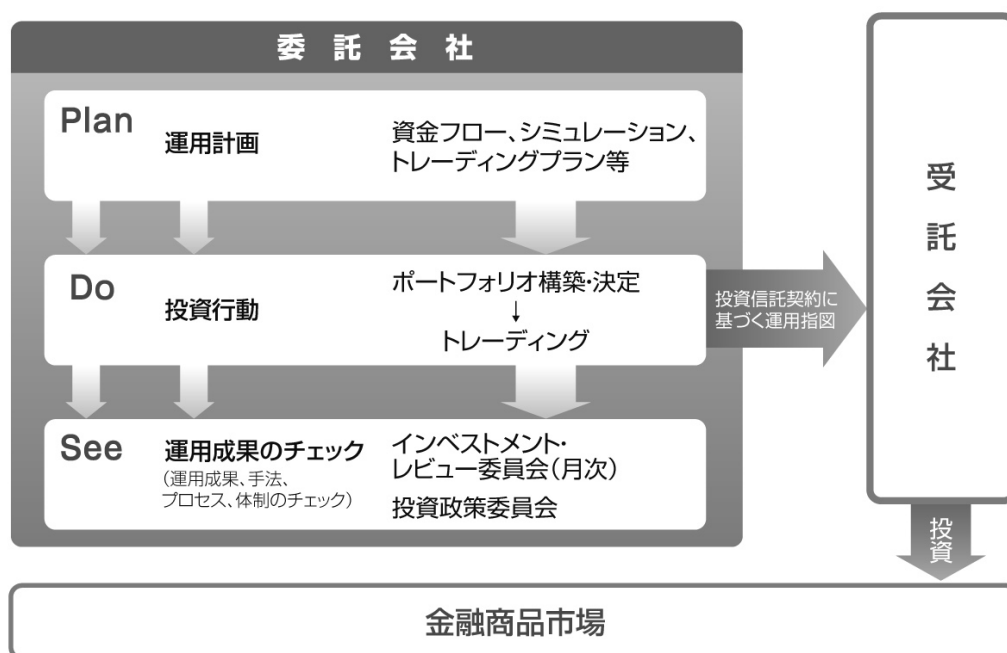 委託会社
Plan
運用計画
資金フロー、シミュレーション、
トレーディングプラン等
Do
投資行動
ポートフォリオ構築・決定
↓
トレーディング
See
運用成果のチェック
(運用成果、手法、
プロセス、体制のチェック)
インベストメント・
レビュー委員会(月次)
投資政策委員会
投資信託契約に
基づく運用指図
受託会社
投資
金融商品市場